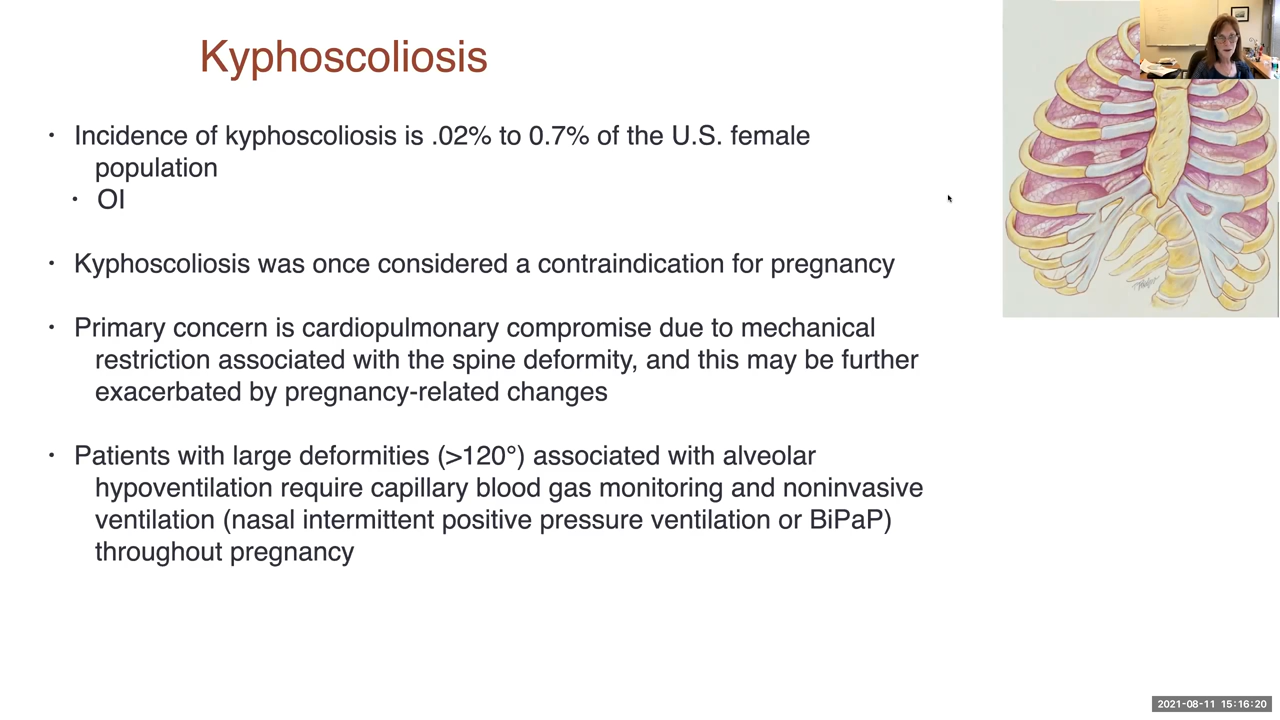 Kyphoscoliosis
• Incidence of kyphoscoliosis is .02% to 0.7% of the U.S. female
population
• OI
• Kyphoscoliosis was once considered a contraindication for pregnancy
• Primary concern is cardiopulmonary compromise due to mechanical
restriction associated with the spine deformity, and this may be further
exacerbated by pregnancy-related changes
• Patients with large deformities (>120°) associated with alveolar
hypoventilation require capillary blood gas monitoring and noninvasive
ventilation (nasal intermittent positive pressure ventilation or BiPaP)
throughout pregnancy
2021-08-11 15:16:20